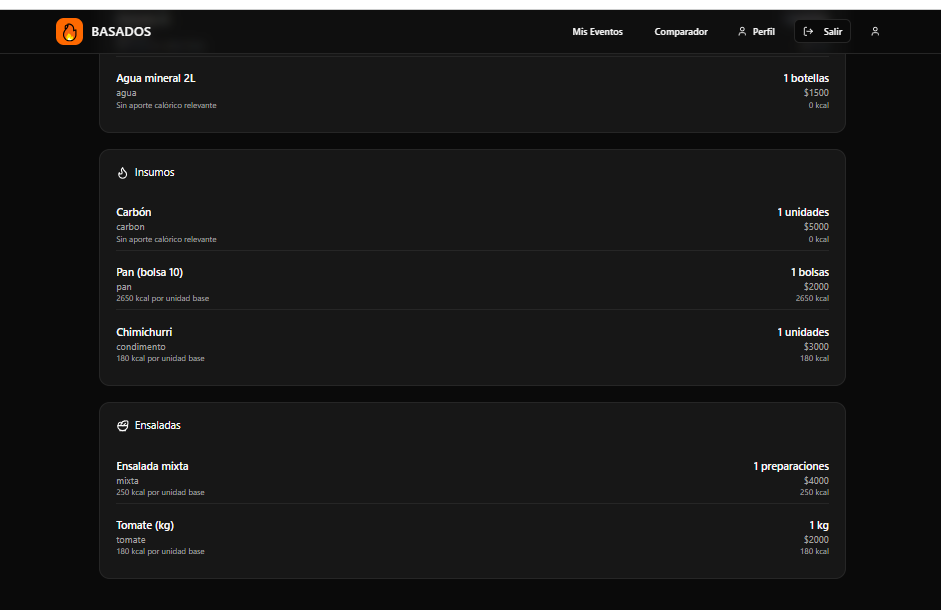 BASADOS
Mis Eventos
Comparador
Perfil
Salir
Agua mineral 2L
1 botellas
agua
$1500
Sin aporte calórico relevante
0 kcal
Insumos
Carbón
1 unidades
carbon
$5000
Sin aporte calórico relevante
0 kcal
Pan (bolsa 10)
1 bolsas
pan
$2000
2650 kcal por unidad base
2650 kcal
Chimichurri
1 unidades
condimento
$3000
180 kcal por unidad base
180 kcal
Ensaladas
Ensalada mixta
1 preparaciones
mixta
$4000
250 kcal por unidad base
250 kcal
Tomate (kg)
1 kg
tomate
$2000
180 kcal por unidad base
180 kcal